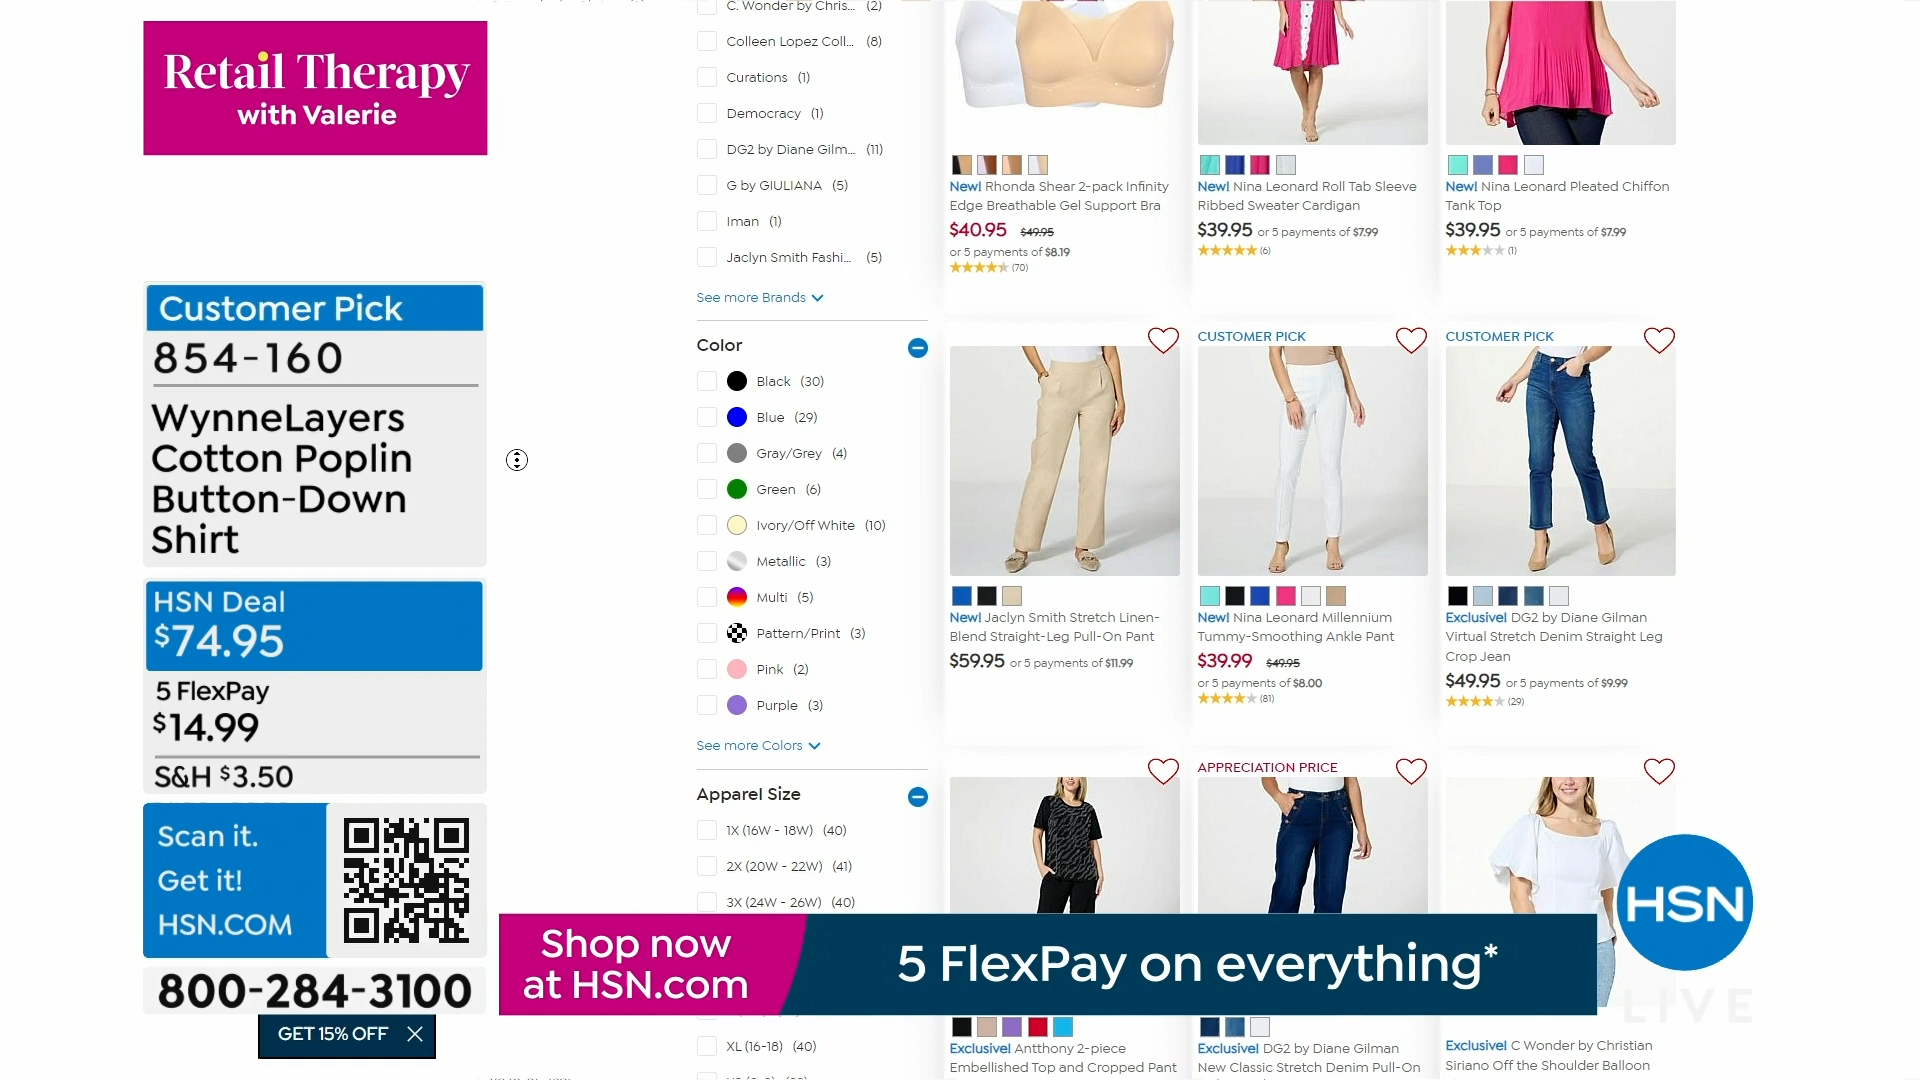 Retail Therapy
with Valerie
Customer Pick
854-160
WynneLayers
Cotton Poplin
Button-Down
Shirt
HSN Deal
$74.95
5 FlexPay
$14.99
S&H $3.50
Scan it.
Get it!
HSN.COM
800-284-3100
GET 15% OFF
C. Wonder by Chris... (2)
Colleen Lopez Coll... (8)
Curations (1)
Democracy (1)
DG2 by Diane Gilm... (11)
G by GIULIANA (5)
Iman (1)
Jaclyn Smith Fashi... (5)
See more Brands
Color
Black (30)
Blue (29)
Gray/Grey (4)
Green (6)
Ivory/Off White (10)
Metallic (3)
Multi (5)
Pattern/Print (3)
Pink (2)
Purple (3)
See more Colors
Apparel Size
1X (16W - 18W) (40)
2X (20W - 22W) (41)
3X (24W - 26W) (40)
XL (16-18) (40)
New! Rhonda Shear 2-pack Infinity
Edge Breathable Gel Support Bra
$40.95 $49.95
or 5 payments of $8.19
(70)
New! Nina Leonard Roll Tab Sleeve
Ribbed Sweater Cardigan
$39.95 or 5 payments of $7.99
(6)
New! Nina Leonard Pleated Chiffon
Tank Top
$39.95 or 5 payments of $7.99
(1)
New! Jaclyn Smith Stretch Linen-
Blend Straight-Leg Pull-On Pant
$59.95 or 5 payments of $11.99
CUSTOMER PICK
New! Nina Leonard Millennium
Tummy-Smoothing Ankle Pant
$39.99 $49.95
or 5 payments of $8.00
(81)
CUSTOMER PICK
Exclusive! DG2 by Diane Gilman
Virtual Stretch Denim Straight Leg
Crop Jean
$49.95 or 5 payments of $9.99
(29)
Exclusive! Antthony 2-piece
Embellished Top and Cropped Pant
APPRECIATION PRICE
Exclusive! DG2 by Diane Gilman
New Classic Stretch Denim Pull-On
Exclusive! C Wonder by Christian
Siriano Off the Shoulder Balloon
Shop now
at HSN.com
5 FlexPay on everything*
HSN
LIVE